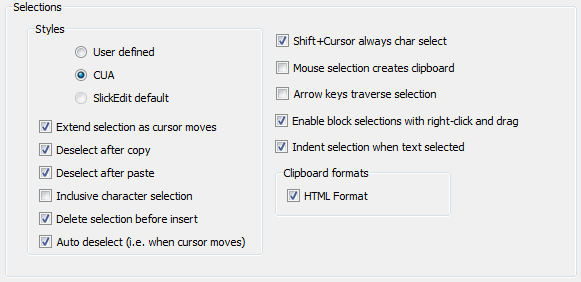 Selections
Styles
User defined
CUA
SlickEdit default
Extend selection as cursor moves
Deselect after copy
Deselect after paste
Inclusive character selection
Delete selection before insert
Auto deselect (i.e. when cursor moves)
Shift+Cursor always char select
Mouse selection creates clipboard
Arrow keys traverse selection
Enable block selections with right-click and drag
Indent selection when text selected
Clipboard formats
HTML Format